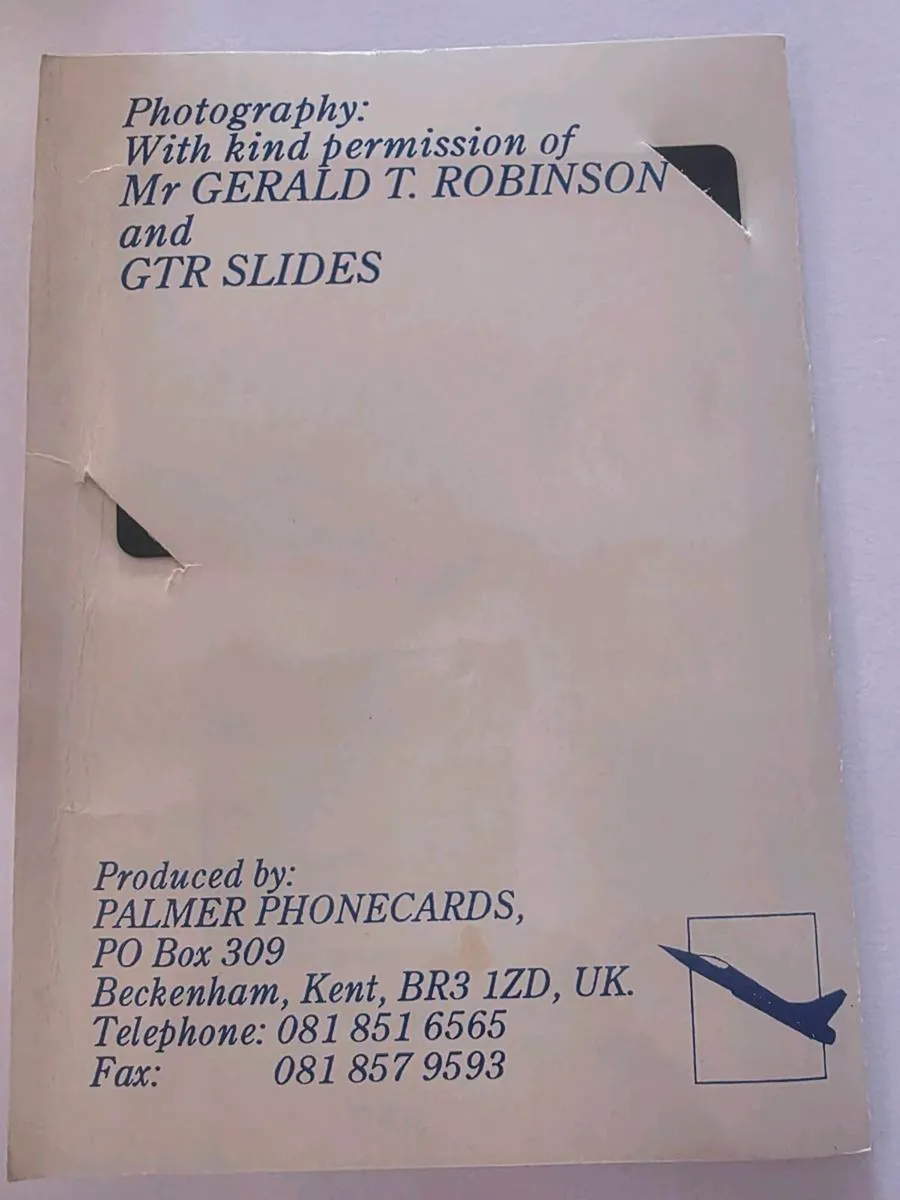 Photography:
With kind permission of
Mr GERALD T. ROBINSON
and
GTR SLIDES
Produced by:
PALMER PHONECARDS,
PO Box 309
Beckenham, Kent, BR3 1ZD, UK.
Telephone: 081 851 6565
Fax: 081 857 9593